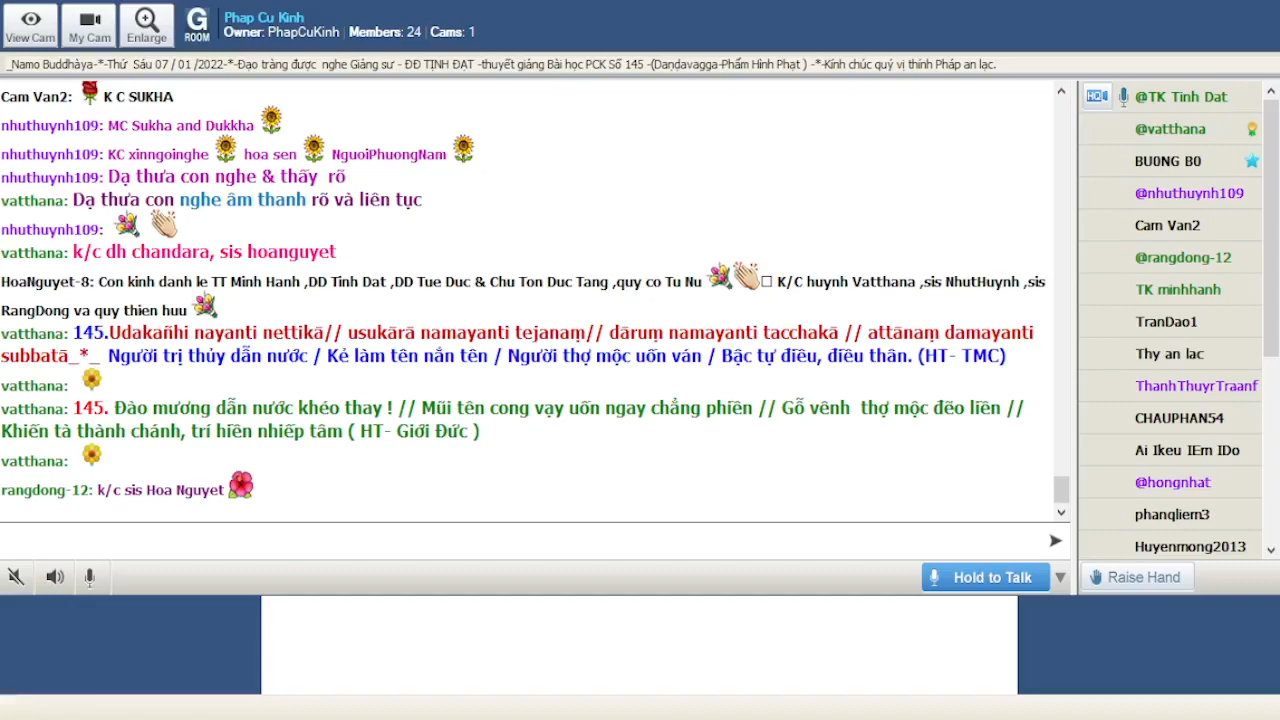 View Cam
My Cam
Enlarge
G
ROOM
Phap Cu Kinh
Owner: PhapCuKinh | Members: 24 | Cams: 1
_Namo Buddhàya-*-Thứ Sáu 07 / 01 /2022-*-Đạo tràng được nghe Giảng sư - ĐĐ TỊNH ĐẠT -thuyết giảng Bài học PCK Số 145 -(Daṇḍavagga-Phẩm Hình Phạt ) -*-Kính chúc quý vị thính Pháp an lạc.
Cam Van2: K C SUKHA
nhuthuynh109: MC Sukha and Dukkha
nhuthuynh109: KC xinngoinghe hoa sen NguoiPhuongNam
nhuthuynh109: Dạ thưa con nghe & thấy rõ
vatthana: Dạ thưa con nghe âm thanh rõ và liên tục
nhuthuynh109:
vatthana: k/c dh chandara, sis hoanguyet
HoaNguyet-8: Con kinh danh le TT Minh Hanh ,DD Tinh Dat ,DD Tue Duc & Chu Ton Duc Tang ,quy co Tu Nu K/C huynh Vatthana ,sis NhutHuynh ,sis
RangDong va quy thien huu
vatthana: 145.Udakañhi nayanti nettikā// usukārā namayanti tejanaṃ// dāruṃ namayanti tacchakā // attānaṃ damayanti
subbatā_*_ Người trị thủy dẫn nước / Kẻ làm tên nắn tên / Người thợ mộc uốn ván / Bậc tự điều, điều thân. (HT- TMC)
vatthana:
vatthana: 145. Đào mương dẫn nước khéo thay ! // Mũi tên cong vạy uốn ngay chẳng phiền // Gỗ vênh thợ mộc đẽo liền //
Khiến tà thành chánh, trí hiền nhiếp tâm ( HT- Giới Đức )
vatthana:
rangdong-12: k/c sis Hoa Nguyet
Hold to Talk
HD
@TK Tinh Dat
@vatthana
BU0NG B0
@nhuthuynh109
Cam Van2
@rangdong-12
TK minhhanh
TranDao1
Thy an lac
ThanhThuyrTraanf
CHAUPHAN54
Ai Ikeu IEm IDo
@hongnhat
phanqliem3
Huyenmong2013
Raise Hand